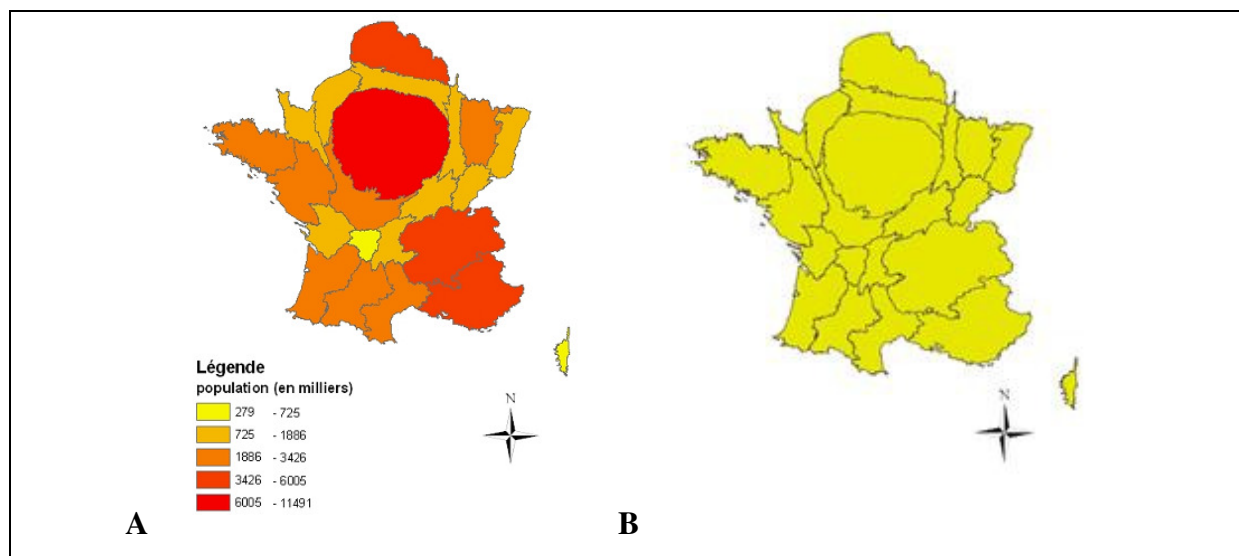 N
N
Légende
population (en milliers)
279 - 725
725 - 1886
1886 - 3426
3426 - 6005
6005 - 11491
A
B